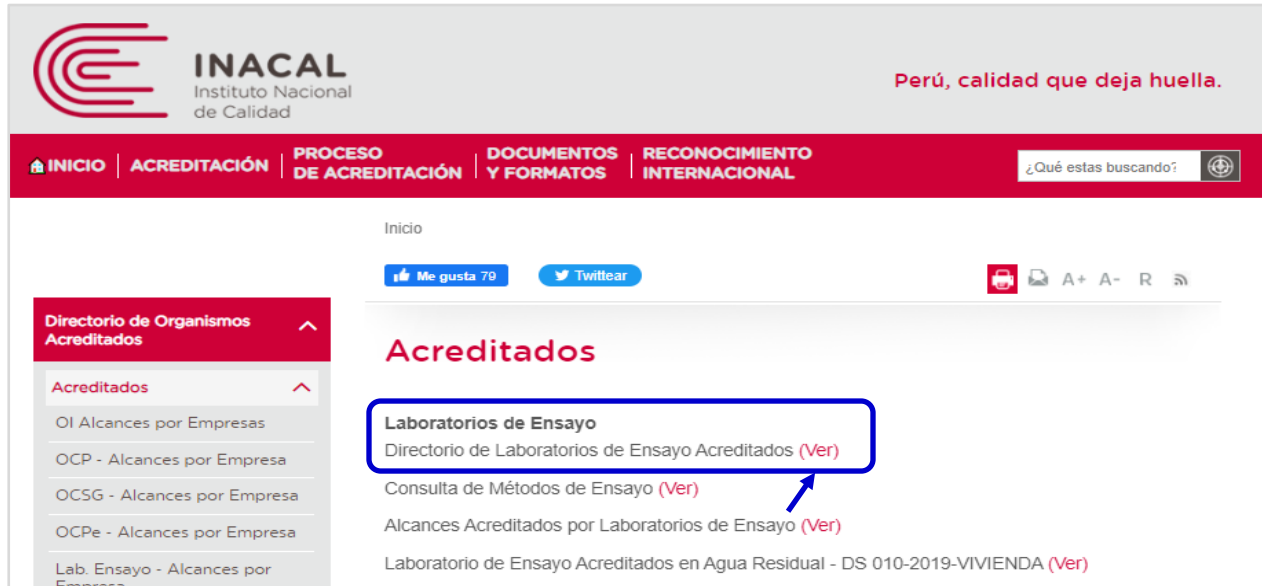 INACAL
Instituto Nacional
de Calidad
Perú, calidad que deja huella.
INICIO
ACREDITACIÓN
PROCESO
DE ACREDITACIÓN
DOCUMENTOS
Y FORMATOS
RECONOCIMIENTO
INTERNACIONAL
¿Qué estas buscando?
Inicio
Me gusta 79
Twittear
A+ A- R
Directorio de Organismos
Acreditados
Acreditados
OI Alcances por Empresas
OCP - Alcances por Empresa
OCSG - Alcances por Empresa
OCPe - Alcances por Empresa
Lab. Ensayo - Alcances por
Empresa
Acreditados
Laboratorios de Ensayo
Directorio de Laboratorios de Ensayo Acreditados (Ver)
Consulta de Métodos de Ensayo (Ver)
Alcances Acreditados por Laboratorios de Ensayo (Ver)
Laboratorio de Ensayo Acreditados en Agua Residual - DS 010-2019-VIVIENDA (Ver)